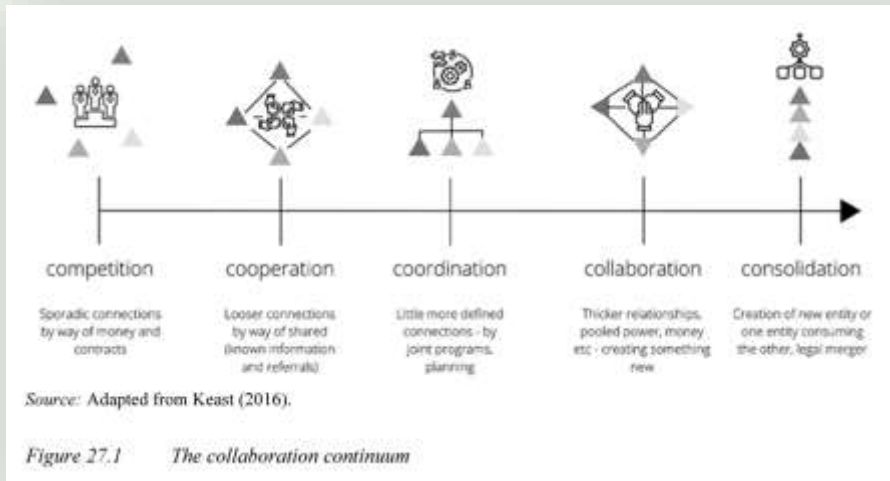 competition
Sporadic connections
by way of money and
contracts
cooperation
Looser connections
by way of shared
(known information
and referrals)
coordination
Little more defined
connections - by
joint programs,
planning
collaboration
Thicker relationships,
pooled power, money
etc - creating something
new
consolidation
Creation of new entity or
one entity consuming
the other, legal merger
Source: Adapted from Keast (2016).
Figure 27.1 The collaboration continuum